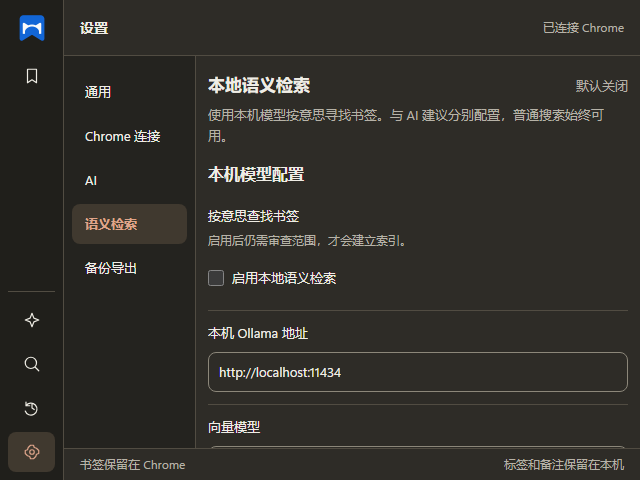 设置
已连接 Chrome
通用
Chrome 连接
AI
语义检索
备份导出
本地语义检索
默认关闭
使用本机模型按意思寻找书签。与 AI 建议分别配置，普通搜索始终可
用。
本机模型配置
按意思查找书签
启用后仍需审查范围，才会建立索引。
启用本地语义检索
本机 Ollama 地址
http://localhost:11434
向量模型
书签保留在 Chrome
标签和备注保留在本机